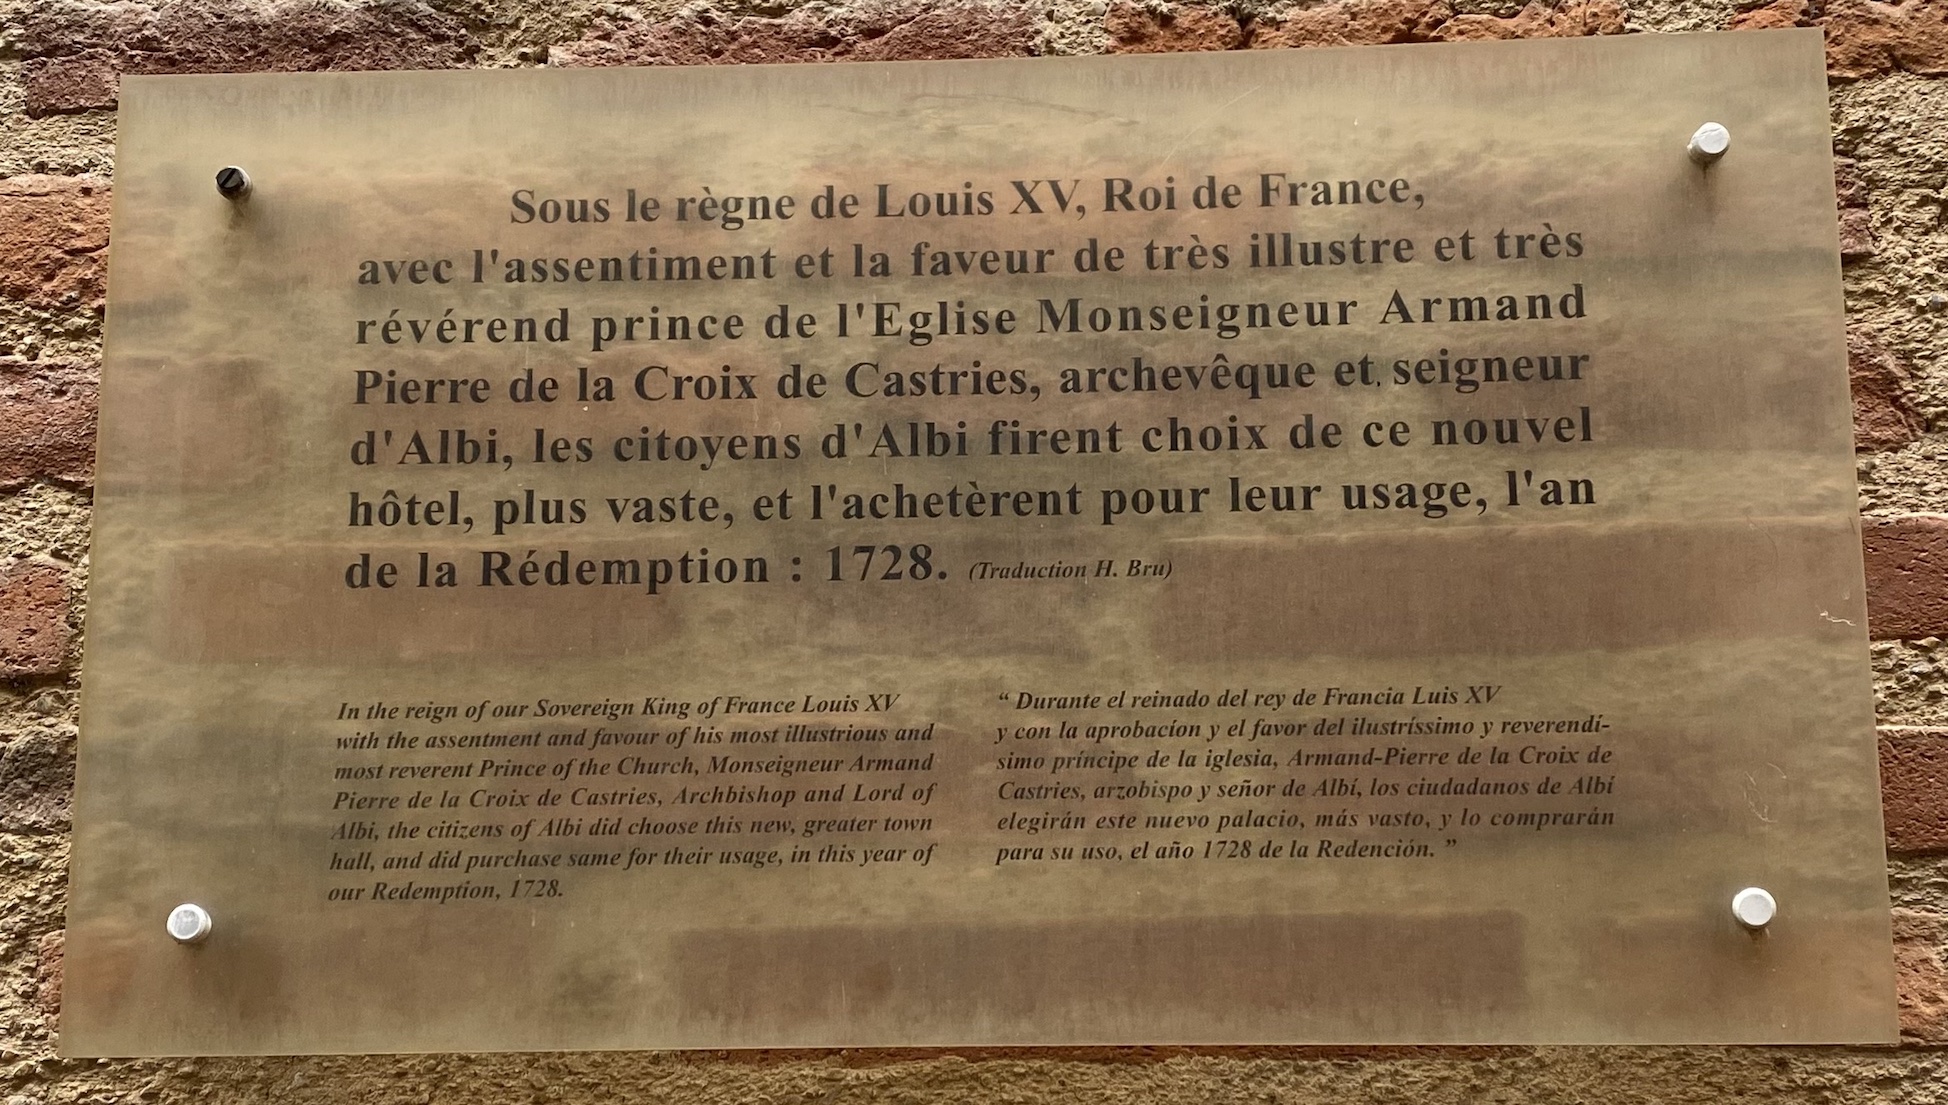 Sous le règne de Louis XV, Roi de France,
avec l'assentiment et la faveur de très illustre et très
révérend prince de l'Eglise Monseigneur Armand
Pierre de la Croix de Castries, archevêque et seigneur
d'Albi, les citoyens d'Albi firent choix de ce nouvel
hôtel, plus vaste, et l'achetèrent pour leur usage, l'an
de la Rédemption : 1728. (Traduction H. Bru)
In the reign of our Sovereign King of France Louis XV
with the assentment and favour of his most illustrious and
most reverent Prince of the Church, Monseigneur Armand
Pierre de la Croix de Castries, Archbishop and Lord of
Albi, the citizens of Albi did choose this new, greater town
hall, and did purchase same for their usage, in this year of
our Redemption, 1728.
“ Durante el reinado del rey de Francia Luis XV
y con la aprobacíon y el favor del ilustríssimo y reverendí-
simo príncipe de la iglesia, Armand-Pierre de la Croix de
Castries, arzobispo y señor de Albí, los ciudadanos de Albí
elegirán este nuevo palacio, más vasto, y lo comprarán
para su uso, el año 1728 de la Redención. ”